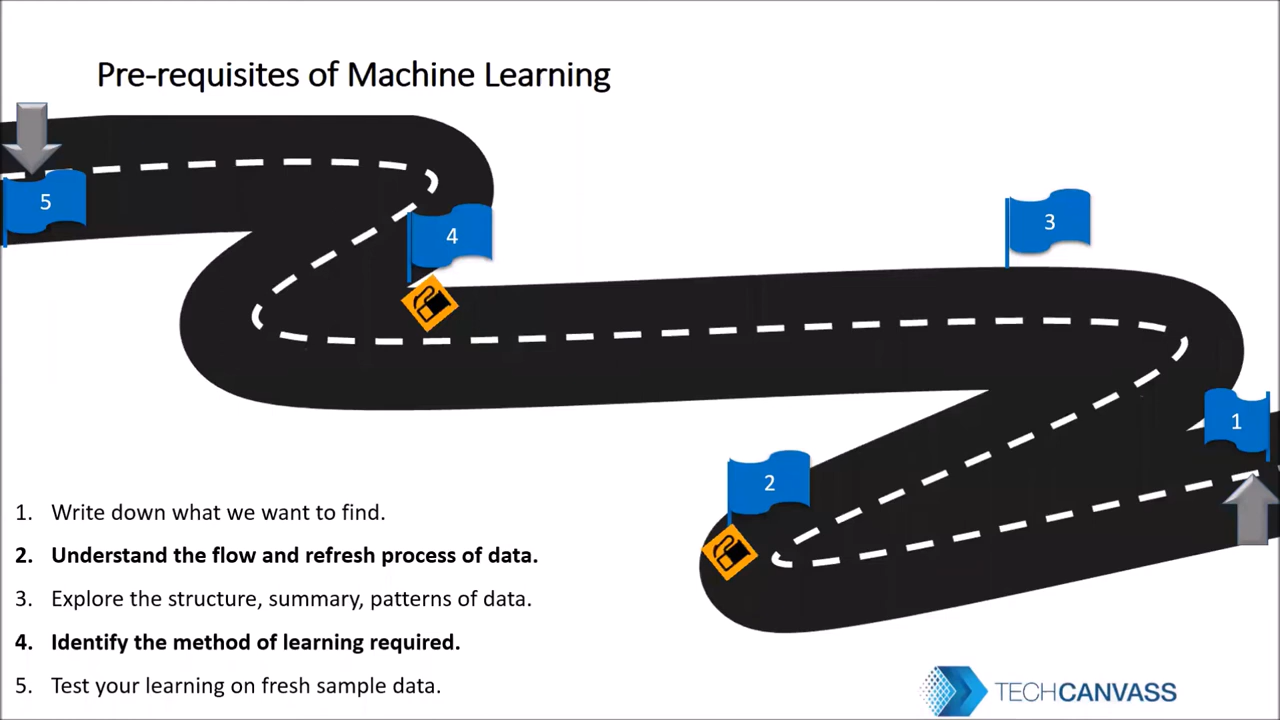 Pre-requisites of Machine Learning
5
4
3
1
2
1. Write down what we want to find.
2. Understand the flow and refresh process of data.
3. Explore the structure, summary, patterns of data.
4. Identify the method of learning required.
5. Test your learning on fresh sample data.
TECHCANVASS